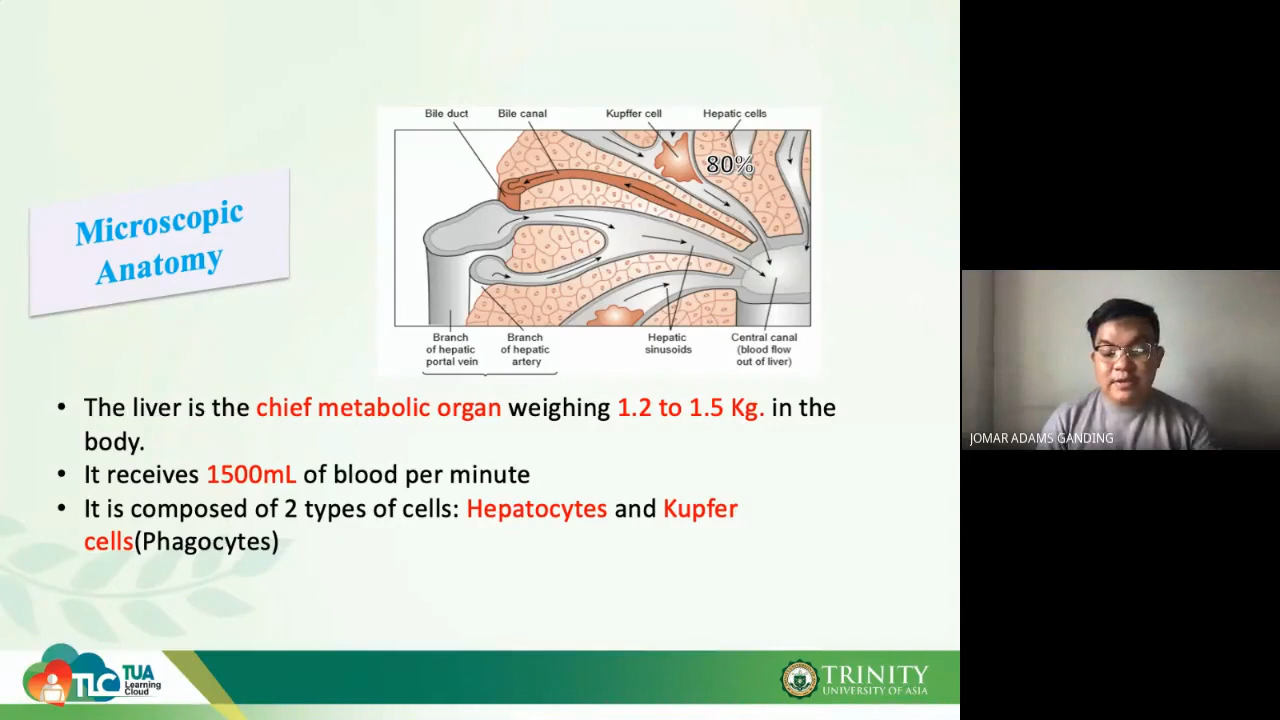 Bile duct
Bile canal
Kupffer cell
Hepatic cells
80%
Microscopic
Anatomy
Branch
of hepatic
portal vein
Branch
of hepatic
artery
Hepatic
sinusoids
Central canal
(blood flow
out of liver)
• The liver is the chief metabolic organ weighing 1.2 to 1.5 Kg. in the
body.
• It receives 1500mL of blood per minute
• It is composed of 2 types of cells: Hepatocytes and Kupfer
cells(Phagocytes)
JOMAR ADAMS GANDING
TLC
TUA
Learning
Cloud
TRINITY
UNIVERSITY OF ASIA